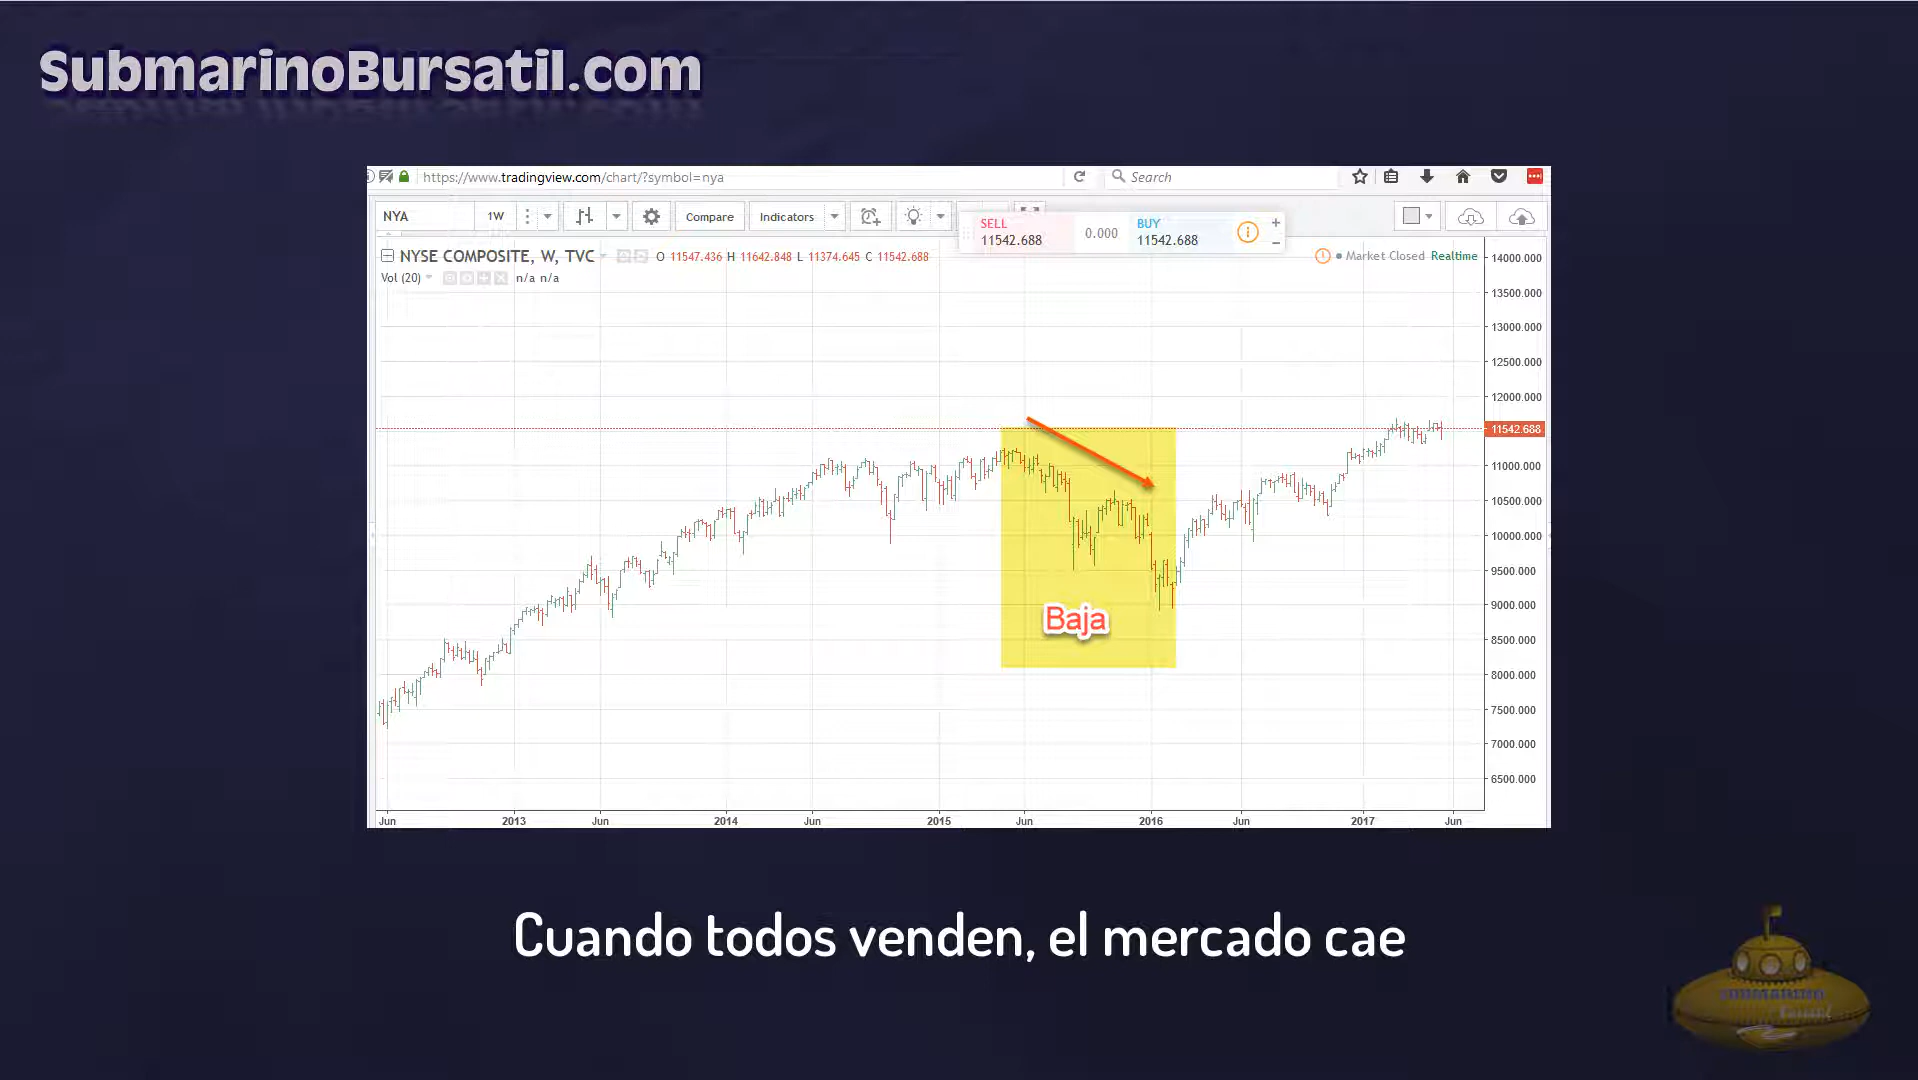 SubmarinoBursatil.com
https://www.tradingview.com/chart/?symbol=nya
Search
NYA 1W Compare Indicators
SELL 11542.688 0.000 BUY 11542.688
NYSE COMPOSITE, W, TVC O 11547.436 H 11642.848 L 11374.645 C 11542.688
Market Closed Realtime
Vol (20) n/a n/a
14000.000
13500.000
13000.000
12500.000
12000.000
11542.688
11000.000
10500.000
10000.000
9500.000
9000.000
8500.000
8000.000
7500.000
7000.000
6500.000
Baja
Jun 2013 Jun 2014 Jun 2015 Jun 2016 Jun 2017 Jun
Cuando todos venden, el mercado cae
SUBMARINO
Bursatil